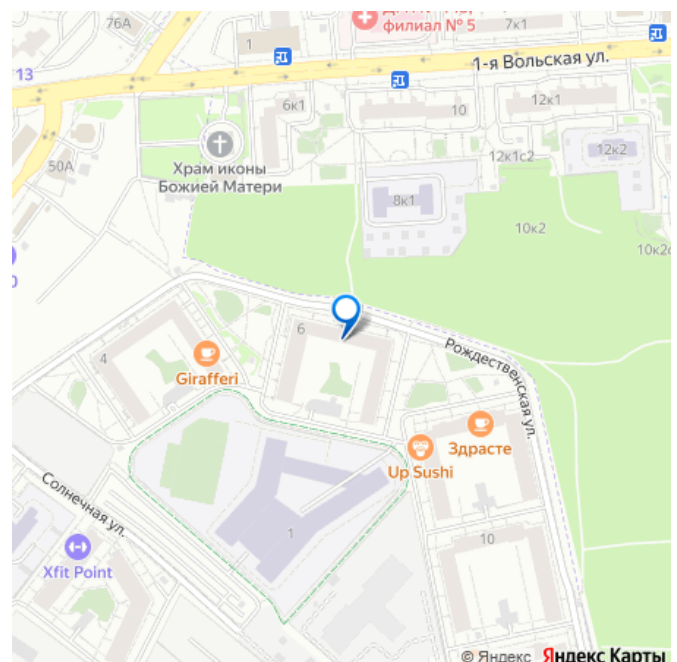 76А
филиал № 5
7к1
1
1-я Вольская ул.
13
6к1
10
12к1
50А
Храм иконы
Божией Матери
12к1с2
12к2
8к1
10к2
0
6
4
Girafferi
Рождественская ул.
Здрасте
Up Sushi
Солнечная ул.
1
10
Xfit Point
© Яндекс Яндекс Карты